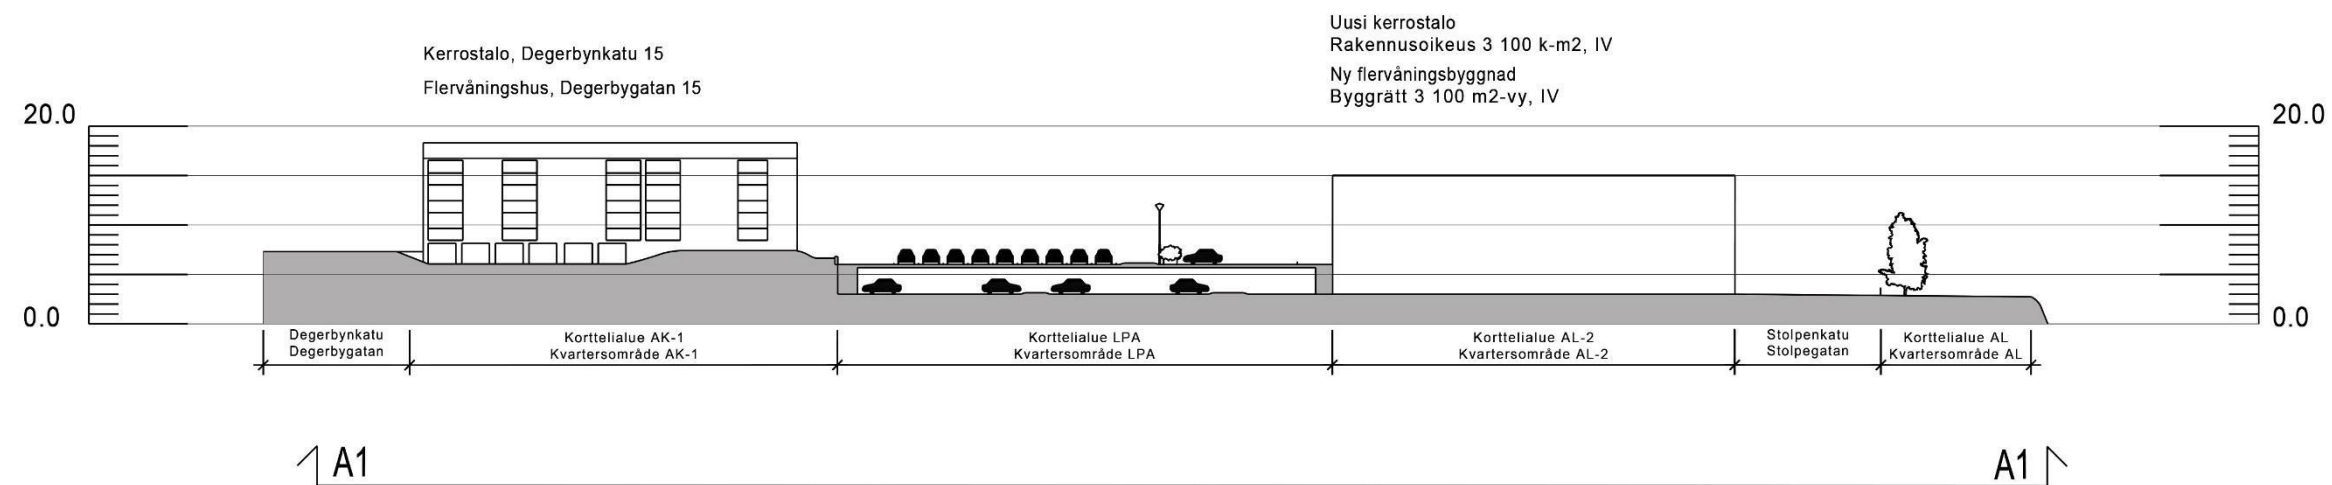 Kerrostalo, Degerbynkatu 15
Flervåningshus, Degerbygatan 15
Uusi kerrostalo
Rakennusoikeus 3 100 k-m2, IV
Ny flervåningsbyggnad
Byggrätt 3 100 m2-vy, IV
20.0
20.0
0.0
0.0
Degerbynkatu
Degerbygatan
Korttelialue AK-1
Kvartersområde AK-1
Korttelialue LPA
Kvartersområde LPA
Korttelialue AL-2
Kvartersområde AL-2
Stolpenkatu
Stolpegatan
Korttelialue AL
Kvartersområde AL
A1
A1